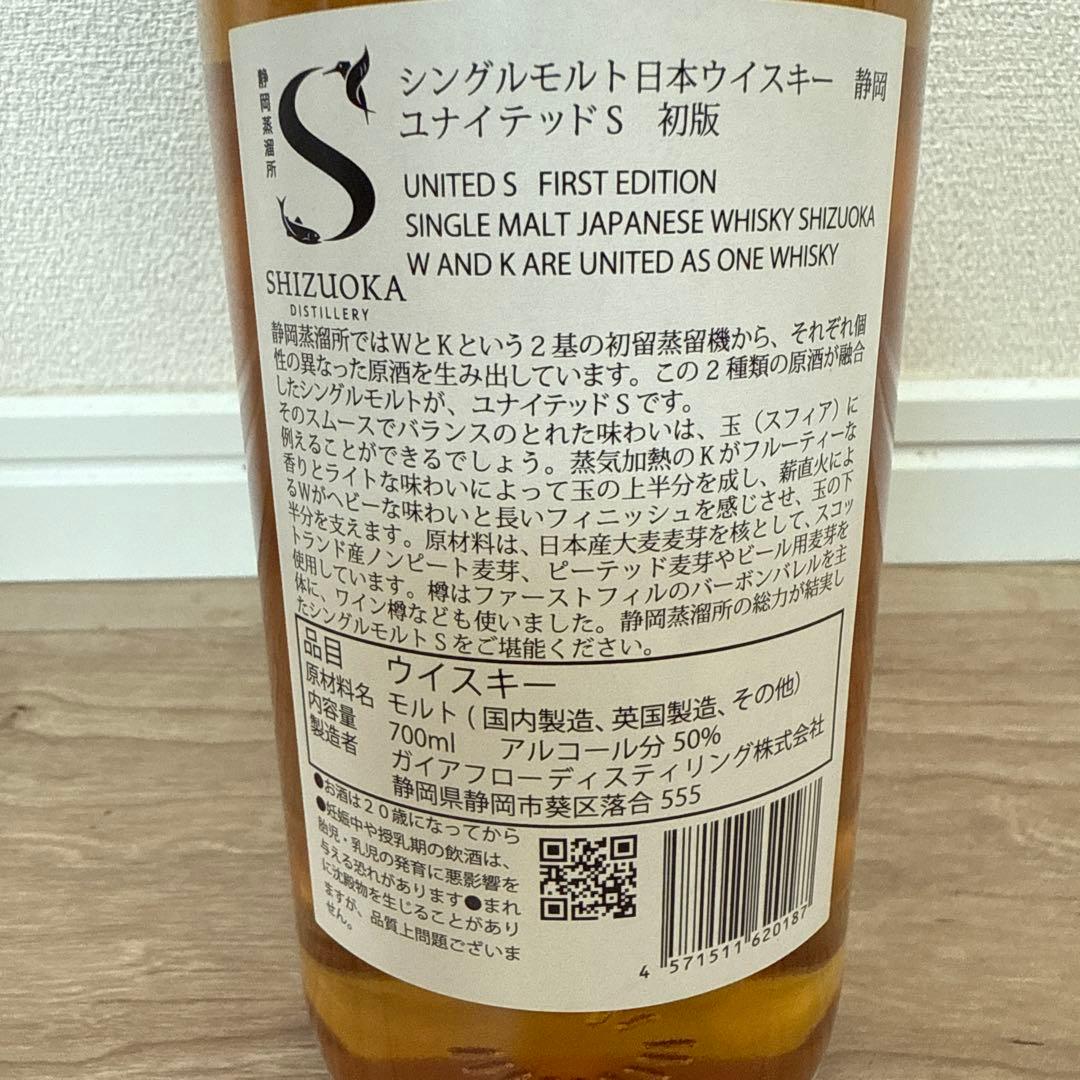 静岡蒸溜所
S
SHIZUOKA
DISTILLERY
シングルモルト日本ウイスキー 静岡
ユナイテッドS 初版
UNITED S FIRST EDITION
SINGLE MALT JAPANESE WHISKY SHIZUOKA
W AND K ARE UNITED AS ONE WHISKY
静岡蒸溜所ではWとKという2基の初留蒸留機から、それぞれ個
性の異なった原酒を生み出しています。この2種類の原酒が融合
したシングルモルトが、ユナイテッドSです。
そのスムースでバランスのとれた味わいは、玉（スフィア）に
例えることができるでしょう。蒸気加熱のKがフルーティーな
香りとライトな味わいによって玉の上半分を成し、薪直火によ
るWがヘビーな味わいと長いフィニッシュを感じさせ、玉の下
半分を支えます。原材料は、日本産大麦麦芽を核として、スコッ
トランド産ノンピート麦芽、ピーテッド麦芽やビール用麦芽を
使用しています。樽はファーストフィルのバーボンバレルを主
体に、ワイン樽なども使いました。静岡蒸溜所の総力が結実し
たシングルモルトSをご堪能ください。
品目 ウイスキー
原材料名 モルト(国内製造、英国製造、その他)
内容量 700ml アルコール分 50%
製造者 ガイアフローディスティリング株式会社
静岡県静岡市葵区落合 555
●お酒は20歳になってから
●妊娠中や授乳期の飲酒は、
胎児・乳児の発育に悪影響を
与える恐れがあります●まれ
に沈殿物を生じることがあり
ますが、品質上問題ございま
せん。
4 571511 620187